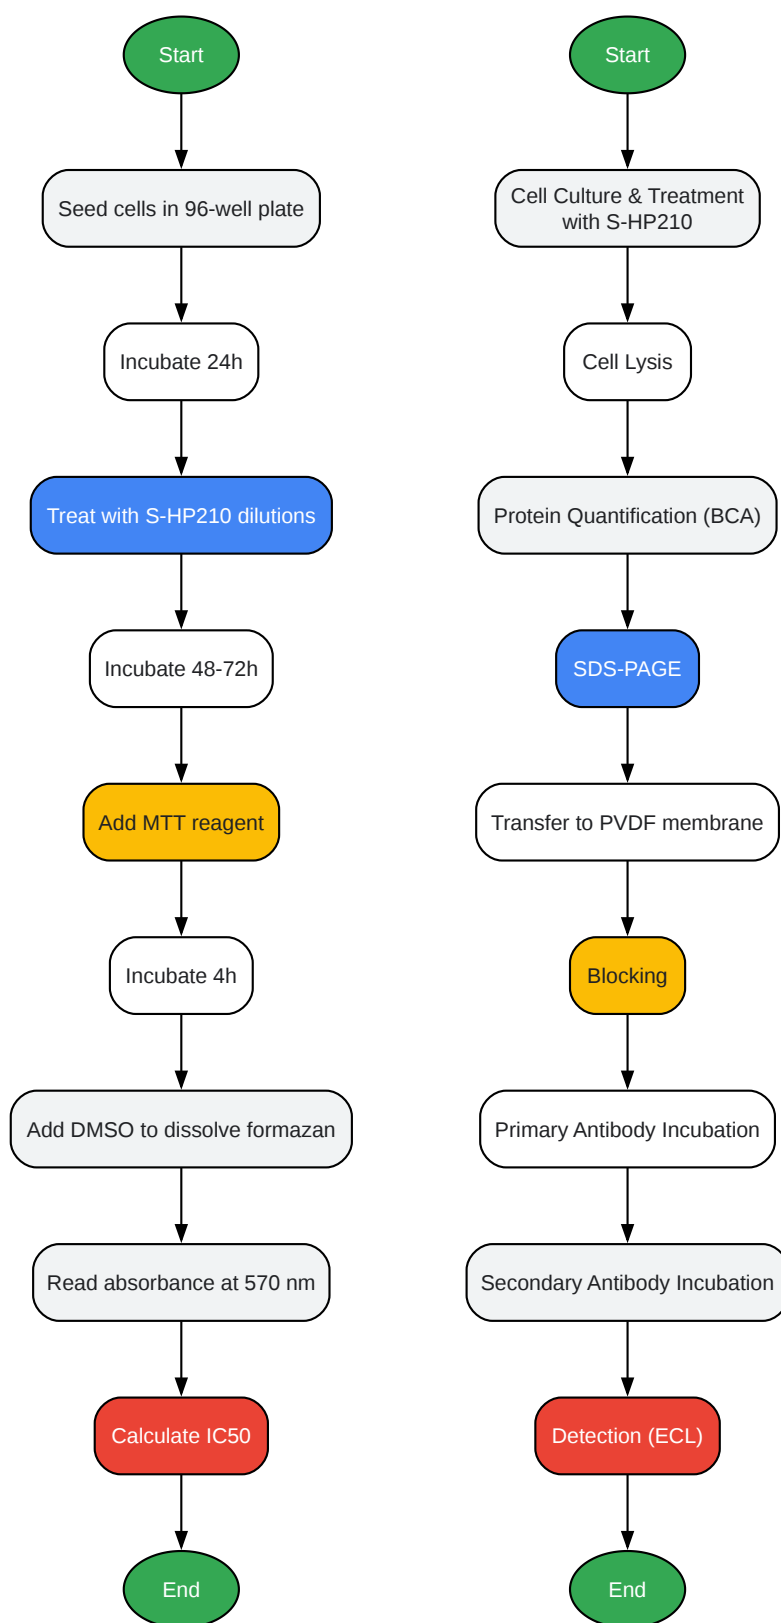 Start
Seed cells in 96-well plate
Incubate 24h
Treat with S-HP210 dilutions
Incubate 48-72h
Add MTT reagent
Incubate 4h
Add DMSO to dissolve formazan
Read absorbance at 570 nm
Calculate IC50
End
Start
Cell Culture & Treatment
with S-HP210
Cell Lysis
Protein Quantification (BCA)
SDS-PAGE
Transfer to PVDF membrane
Blocking
Primary Antibody Incubation
Secondary Antibody Incubation
Detection (ECL)
End